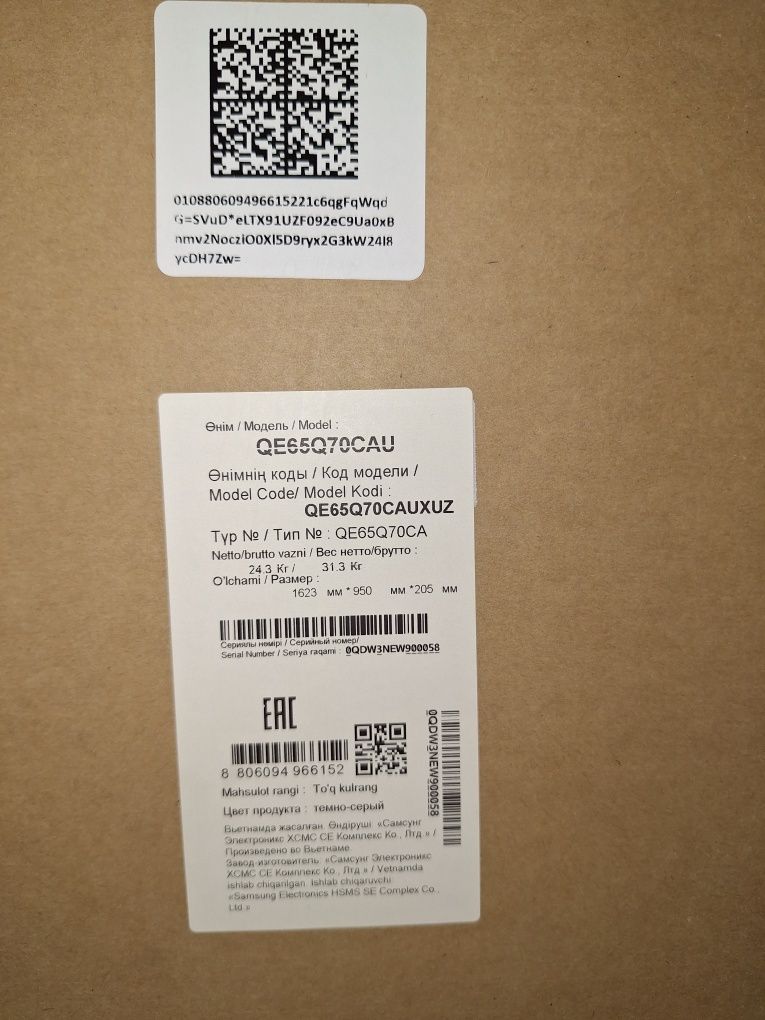 010880609496615221c6qgFqWqd
G=SVuD*eLTX91UZF092eC9Ua0xB
nmv2NocziO0Xl5D9ryx2G3kW24I8
ycDH7Zw=
Өнім / Модель / Model :
QE65Q70CAU
Өнімнің коды / Код модели /
Model Code/ Model Kodi :
QE65Q70CAUXUZ
Түр № / Тип № : QE65Q70CA
Netto/brutto vazni / Вес нетто/брутто :
24.3 Кг / 31.3 Кг
O'lchami / Размер :
1623 мм * 950 мм *205 мм
Сериялы нөмірі / Серийный номер/
Serial Number / Seriya raqami : 0QDW3NEW900058
EAC
0QDW3NEW900058
8 806094 966152
Mahsulot rangi : To'q kulrang
Цвет продукта : темно-серый
Вьетнамда жасалған. Өндіруші: «Самсунг
Электроникс ХСМС СЕ Комплекс Ко., Лтд.» /
Произведено во Вьетнаме.
Завод-изготовитель: «Самсунг Электроникс
ХСМС СЕ Комплекс Ко., Лтд.» / Vetnamda
ishlab chiqarilgan. Ishlab chiqaruvchi:
«Samsung Electronics HSMS SE Complex Co.,
Ltd.»